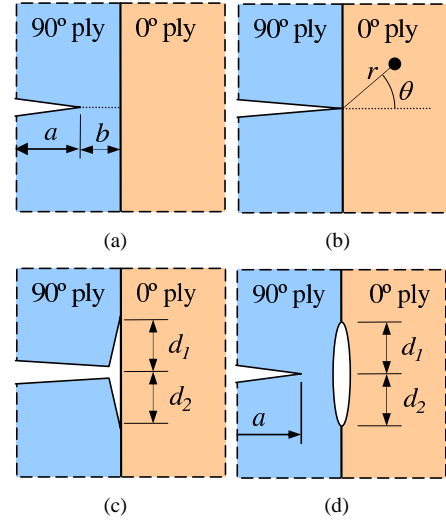 90º ply 0º ply
a b
(a)
90º ply 0º ply
r θ
(b)
90º ply 0º ply
d1
d2
(c)
90º ply 0º ply
d1
a d2
(d)